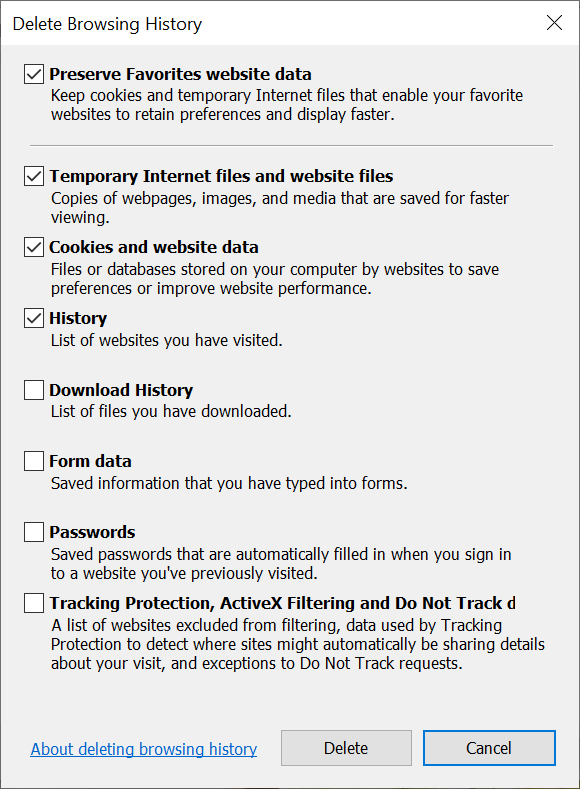 Delete Browsing History
Preserve Favorites website data
Keep cookies and temporary Internet files that enable your favorite
websites to retain preferences and display faster.
Temporary Internet files and website files
Copies of webpages, images, and media that are saved for faster
viewing.
Cookies and website data
Files or databases stored on your computer by websites to save
preferences or improve website performance.
History
List of websites you have visited.
Download History
List of files you have downloaded.
Form data
Saved information that you have typed into forms.
Passwords
Saved passwords that are automatically filled in when you sign in
to a website you've previously visited.
Tracking Protection, ActiveX Filtering and Do Not Track d
A list of websites excluded from filtering, data used by Tracking
Protection to detect where sites might automatically be sharing details
about your visit, and exceptions to Do Not Track requests.
About deleting browsing history
Delete
Cancel